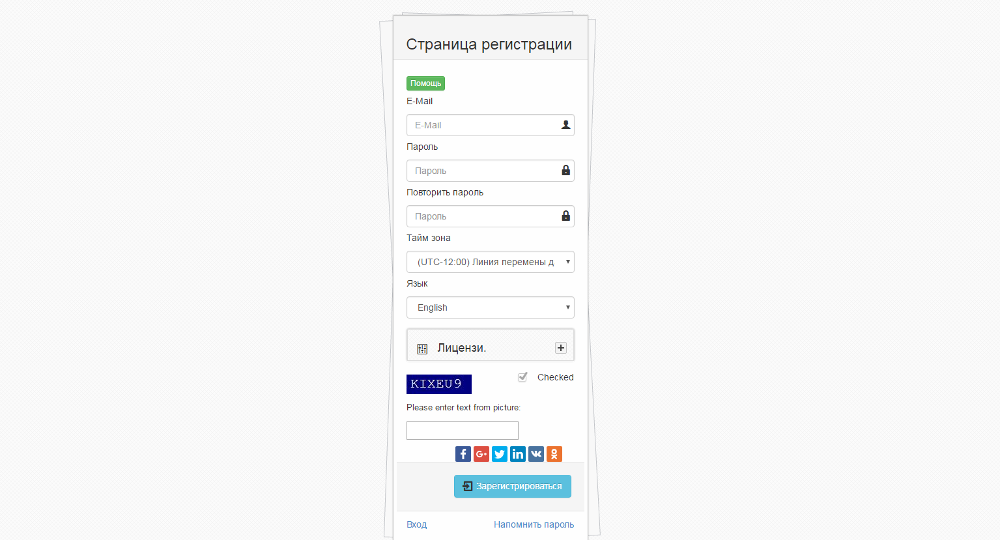 Страница регистрации
Помощь
E-Mail
E-Mail
Пароль
Пароль
Повторить пароль
Пароль
Тайм зона
(UTC-12:00) Линия перемены
Язык
English
Лицензи.
KIXEU9
Checked
Please enter text from picture:
Зарегистрироваться
Вход
Напомнить пароль